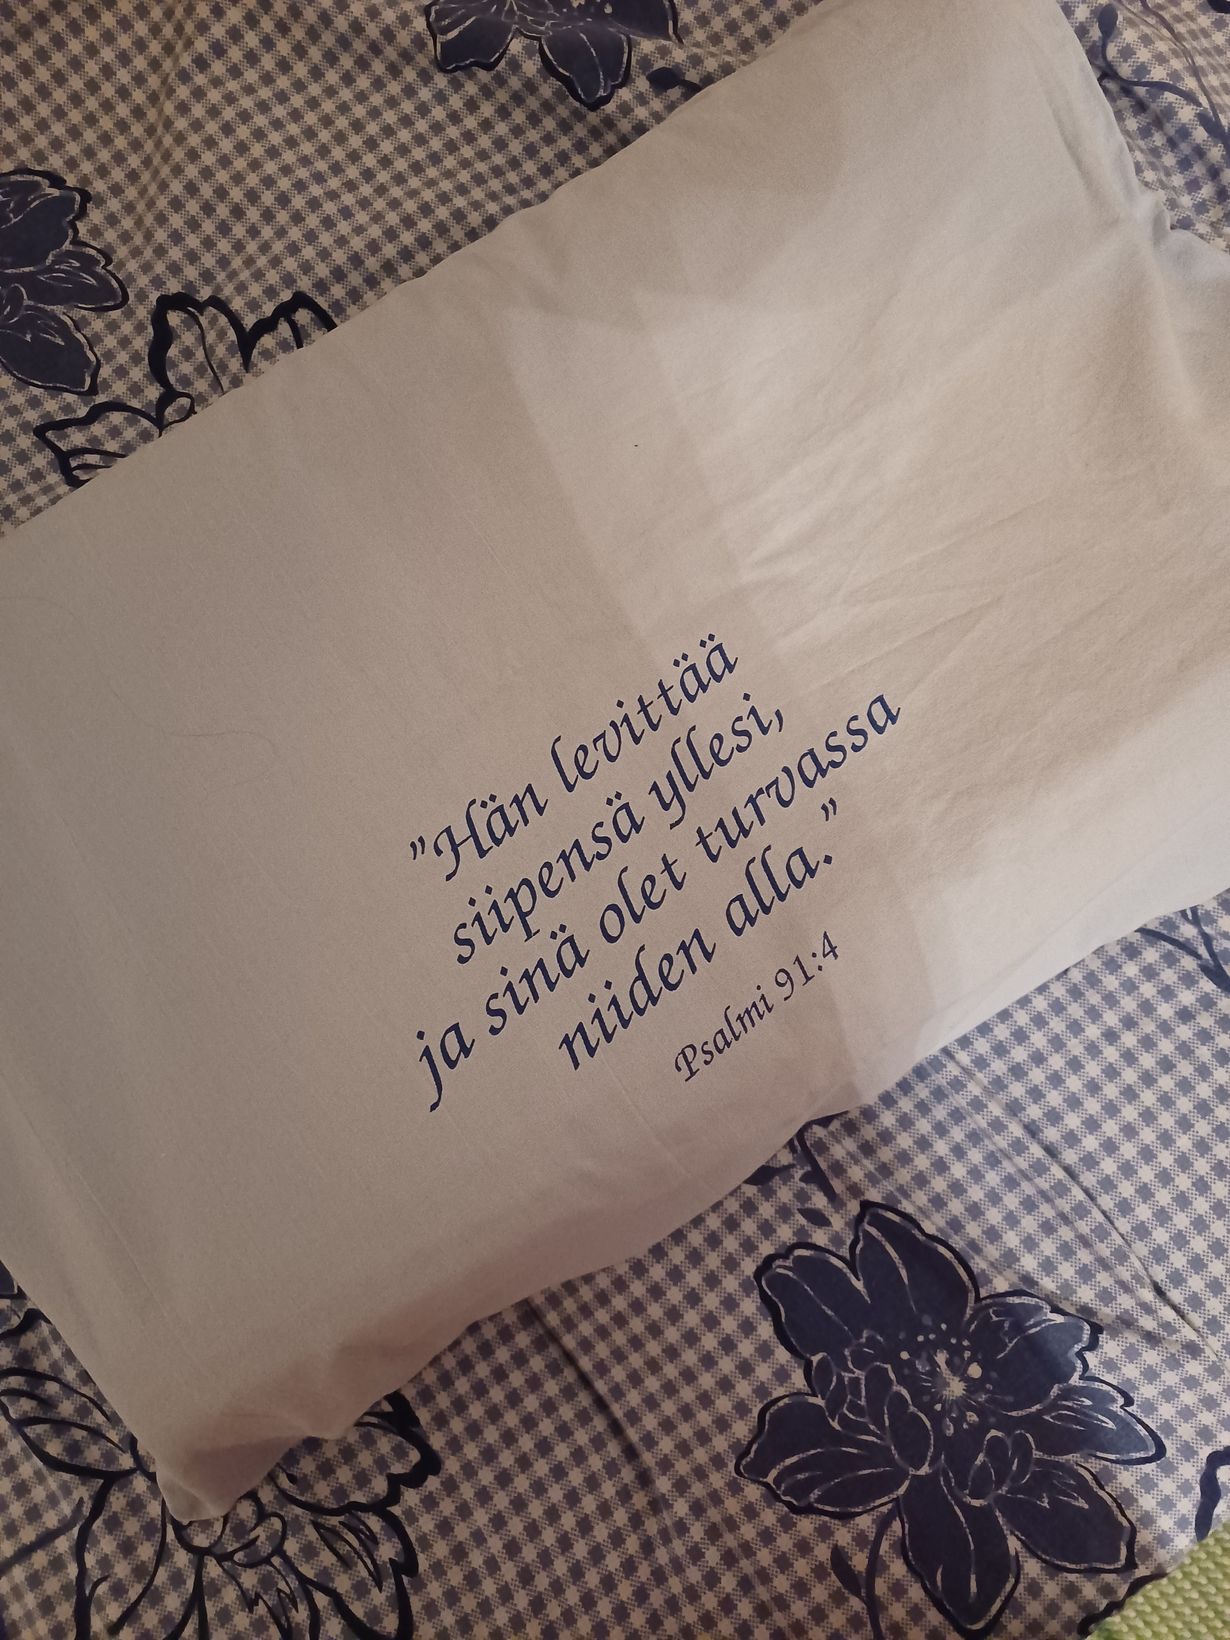 ”Hän levittää
siipensä yllesi,
ja sinä olet turvassa
niiden alla.”
Psalmi 91:4